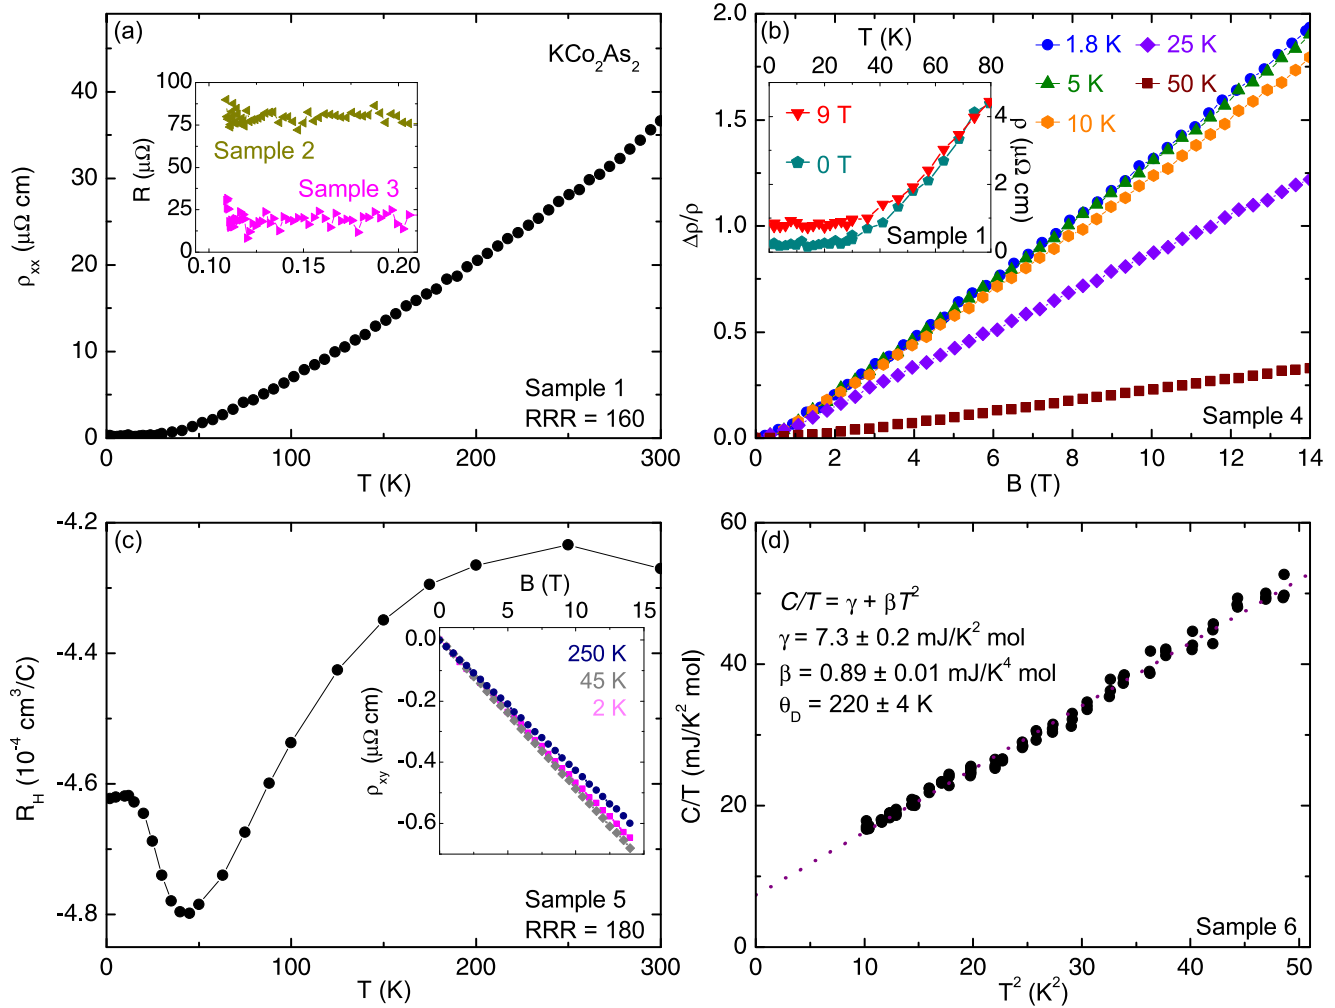 (a)
KCo₂As₂
ρxx (μΩ cm)
40
30
20
10
0
0
100
200
300
T (K)
Sample 1
RRR = 160
R (μΩ)
100
75
50
25
0
0.10
0.15
0.20
Sample 2
Sample 3
(b)
Δρ/ρ
2.0
1.5
1.0
0.5
0.0
0
2
4
6
8
10
12
14
B (T)
1.8 K
5 K
10 K
25 K
50 K
Sample 4
T (K)
0
20
40
60
80
ρ (μΩ cm)
4
2
0
9 T
0 T
Sample 1
(c)
R_H (10⁻⁴ cm³/C)
-4.2
-4.4
-4.6
-4.8
0
100
200
300
T (K)
Sample 5
RRR = 180
B (T)
0
5
10
15
ρxy (μΩ cm)
0.0
-0.2
-0.4
-0.6
250 K
45 K
2 K
(d)
C/T (mJ/K² mol)
60
40
20
0
0
10
20
30
40
50
T² (K²)
C/T = γ + βT²
γ = 7.3 ± 0.2 mJ/K² mol
β = 0.89 ± 0.01 mJ/K⁴ mol
θ_D = 220 ± 4 K
Sample 6